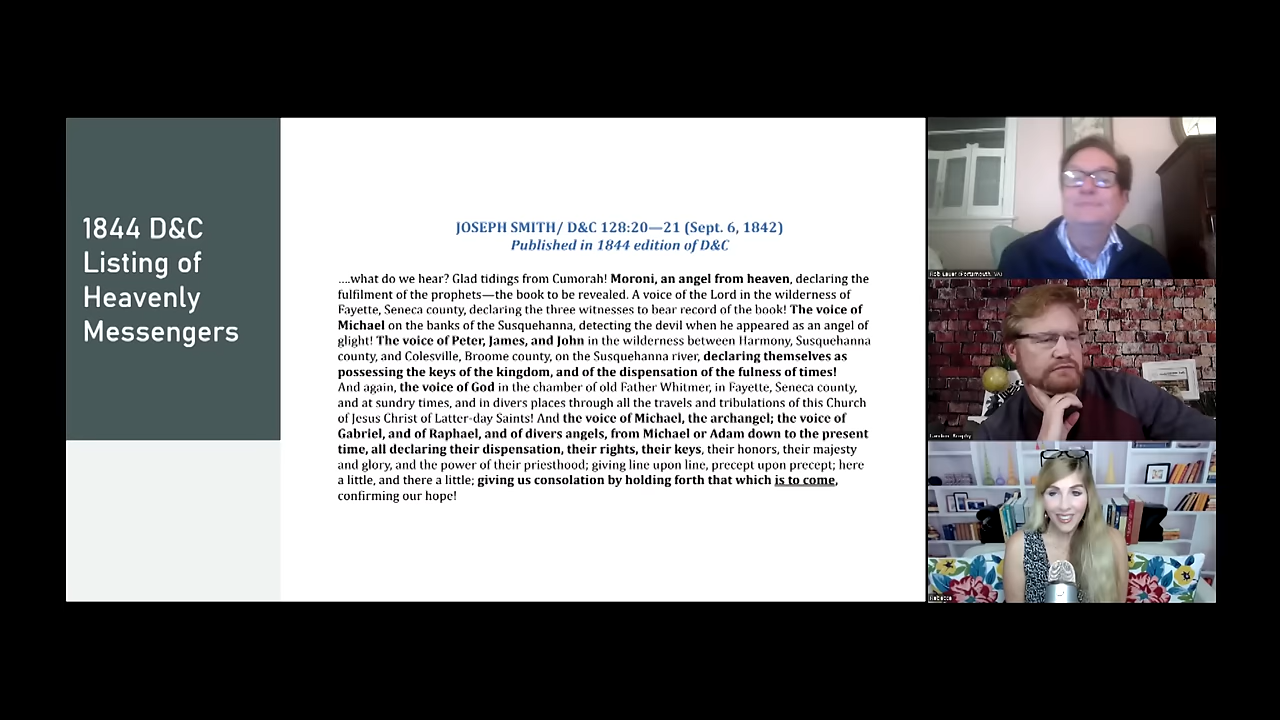 1844 D&C
Listing of
Heavenly
Messengers
JOSEPH SMITH/ D&C 128:20—21 (Sept. 6, 1842)
Published in 1844 edition of D&C
....what do we hear? Glad tidings from Cumorah! Moroni, an angel from heaven, declaring the
fulfilment of the prophets—the book to be revealed. A voice of the Lord in the wilderness of
Fayette, Seneca county, declaring the three witnesses to bear record of the book! The voice of
Michael on the banks of the Susquehanna, detecting the devil when he appeared as an angel of
glight! The voice of Peter, James, and John in the wilderness between Harmony, Susquehanna
county, and Colesville, Broome county, on the Susquehanna river, declaring themselves as
possessing the keys of the kingdom, and of the dispensation of the fulness of times!
And again, the voice of God in the chamber of old Father Whitmer, in Fayette, Seneca county,
and at sundry times, and in divers places through all the travels and tribulations of this Church
of Jesus Christ of Latter-day Saints! And the voice of Michael, the archangel; the voice of
Gabriel, and of Raphael, and of divers angels, from Michael or Adam down to the present
time, all declaring their dispensation, their rights, their keys, their honors, their majesty
and glory, and the power of their priesthood; giving line upon line, precept upon precept; here
a little, and there a little; giving us consolation by holding forth that which is to come,
confirming our hope!